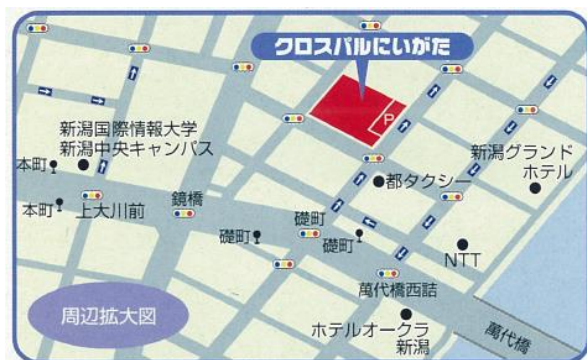 クロスパルにいがた
P
新潟国際情報大学
新潟中央キャンパス
本町
本町
上大川前
鏡橋
礎町
礎町
礎町
都タクシー
新潟グランド
ホテル
NTT
萬代橋西詰
ホテルオークラ
新潟
萬代橋
周辺拡大図